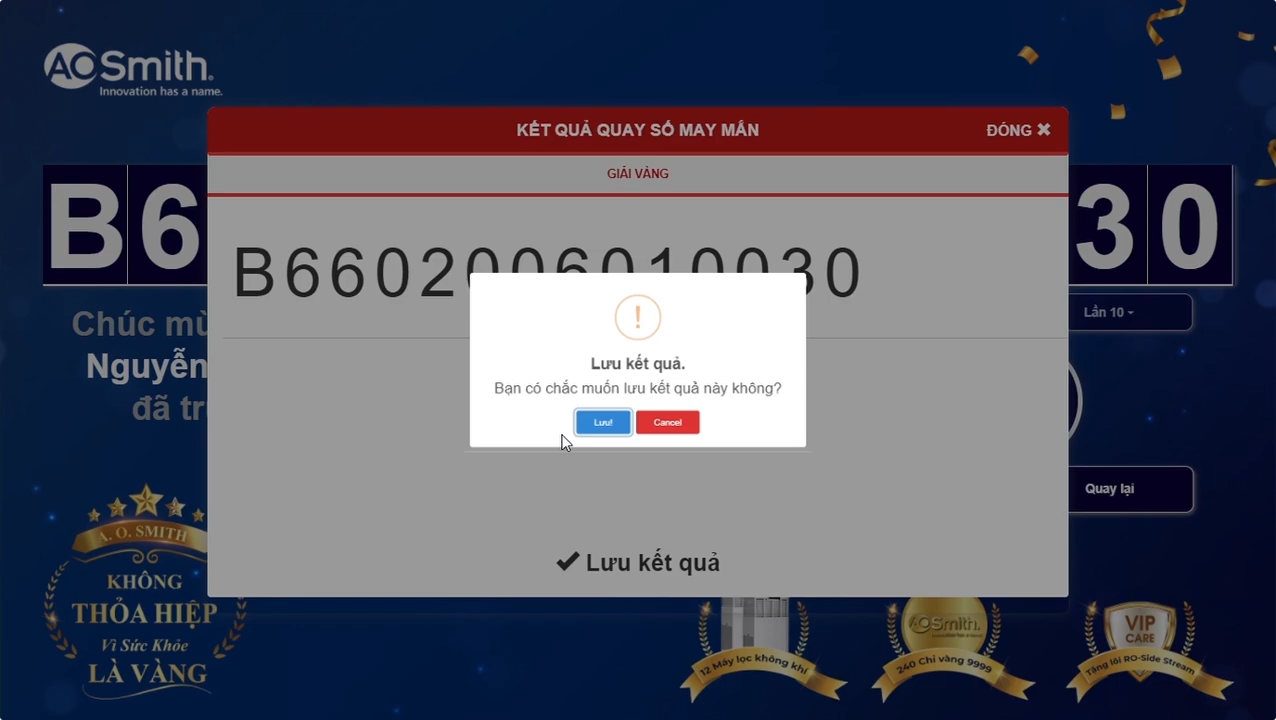 AO Smith.
Innovation has a name.
KẾT QUẢ QUAY SỐ MAY MẮN
ĐÓNG ✖
GIẢI VÀNG
B6
30
B6602006010030
Chúc mừ
Nguyễn
đã tr
Lần 10
!
Lưu kết quả.
Bạn có chắc muốn lưu kết quả này không?
Lưu!
Cancel
Quay lại
✔ Lưu kết quả
A. O. SMITH
KHÔNG
THỎA HIỆP
Vì Sức Khỏe
LÀ VÀNG
12 Máy lọc không khí
AO Smith.
240 Chỉ vàng 9999
VIP
CARE
Tặng lõi RO-Side Stream